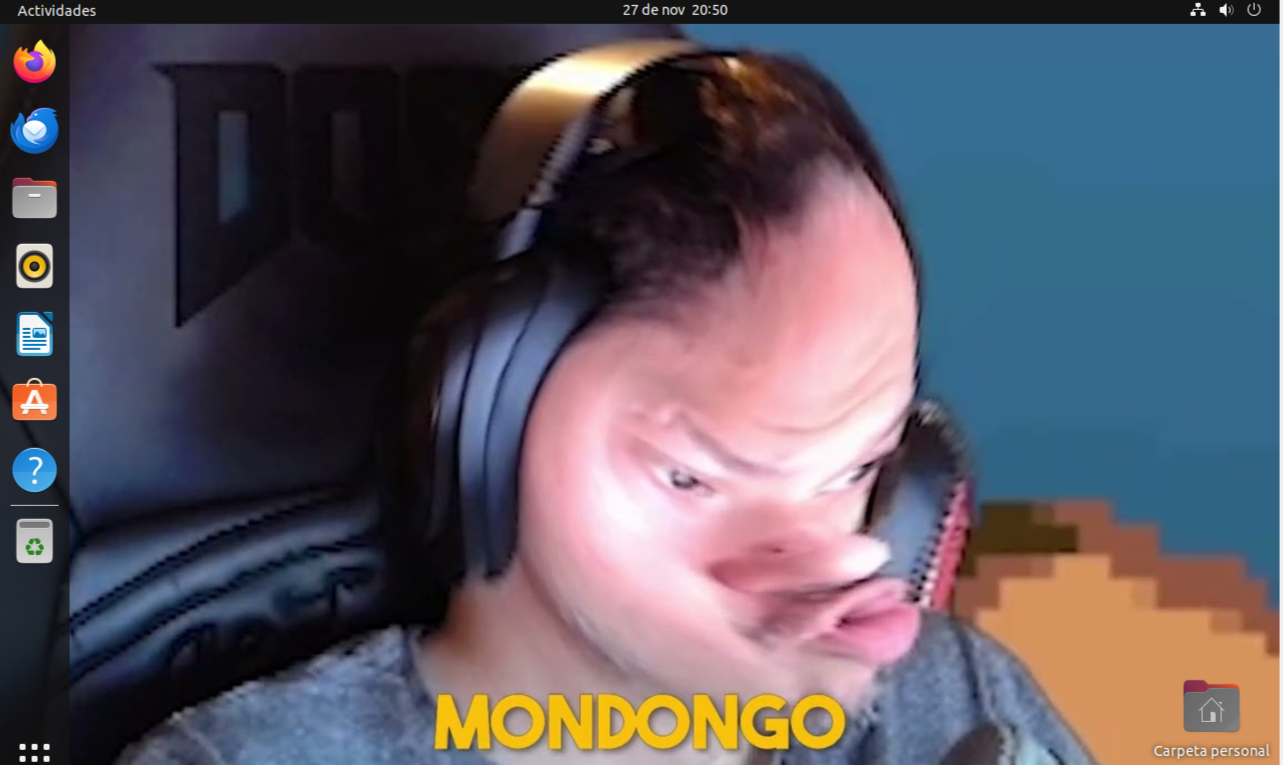 Actividades
27 de nov 20:50
?
MONDONGO
Carpeta personal